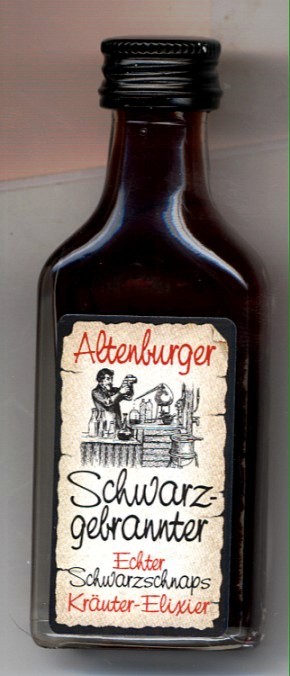 Altenburger
Schwarz-
gebrannter
Echter
Schwarzschnaps
Kräuter-Elixier